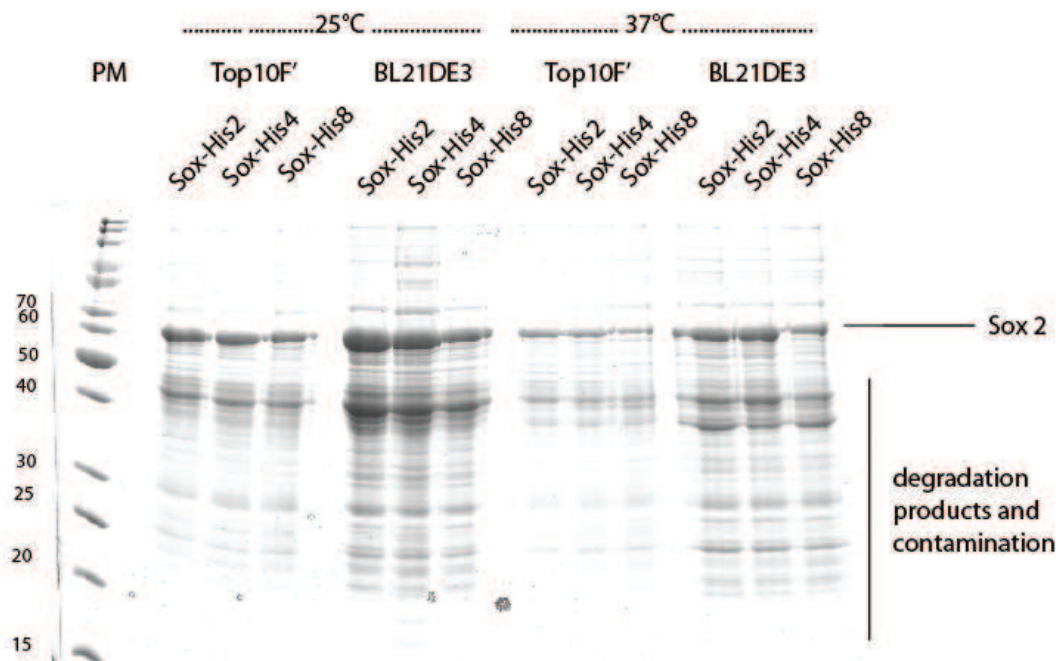 25°C 37°C
PM Top10F' BL21DE3 Top10F' BL21DE3
Sox-His2 Sox-His4 Sox-His8 Sox-His2 Sox-His4 Sox-His8 Sox-His2 Sox-His4 Sox-His8 Sox-His2 Sox-His4 Sox-His8
70
60
Sox 2
50
40
30
25
degradation
products and
contamination
20
15